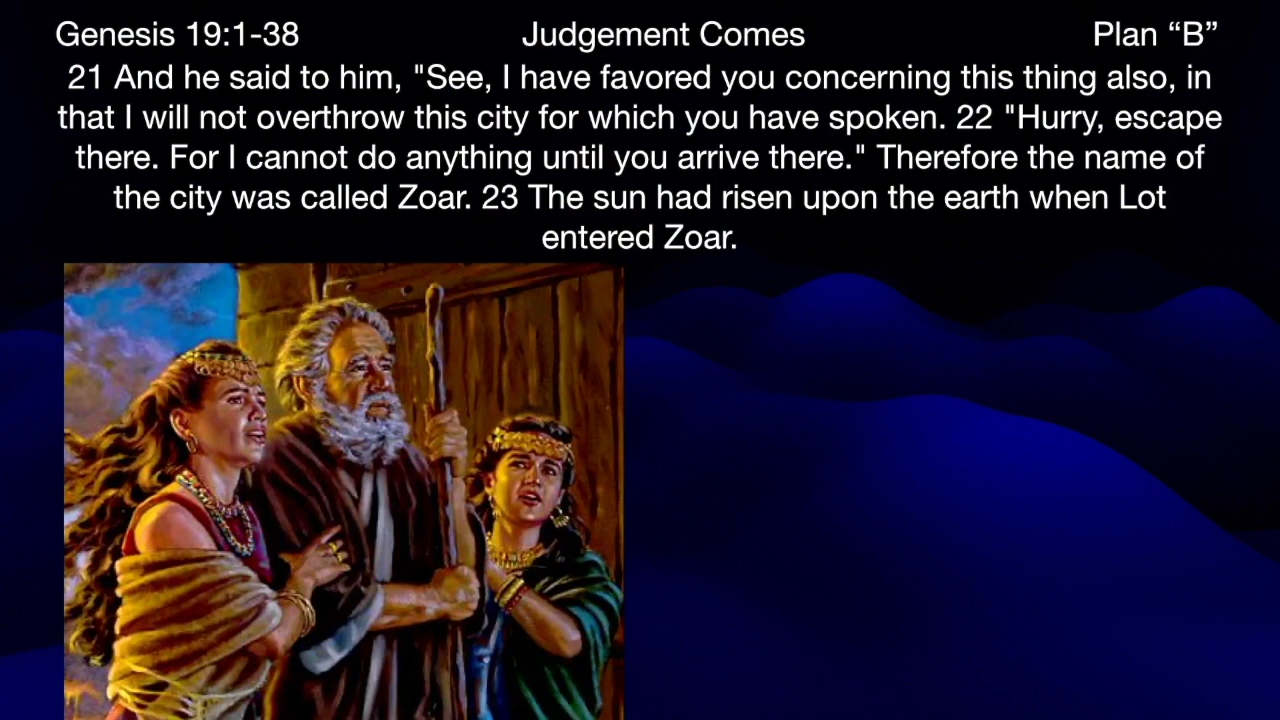 Genesis 19:1-38 Judgement Comes Plan “B”
21 And he said to him, "See, I have favored you concerning this thing also, in
that I will not overthrow this city for which you have spoken. 22 "Hurry, escape
there. For I cannot do anything until you arrive there." Therefore the name of
the city was called Zoar. 23 The sun had risen upon the earth when Lot
entered Zoar.